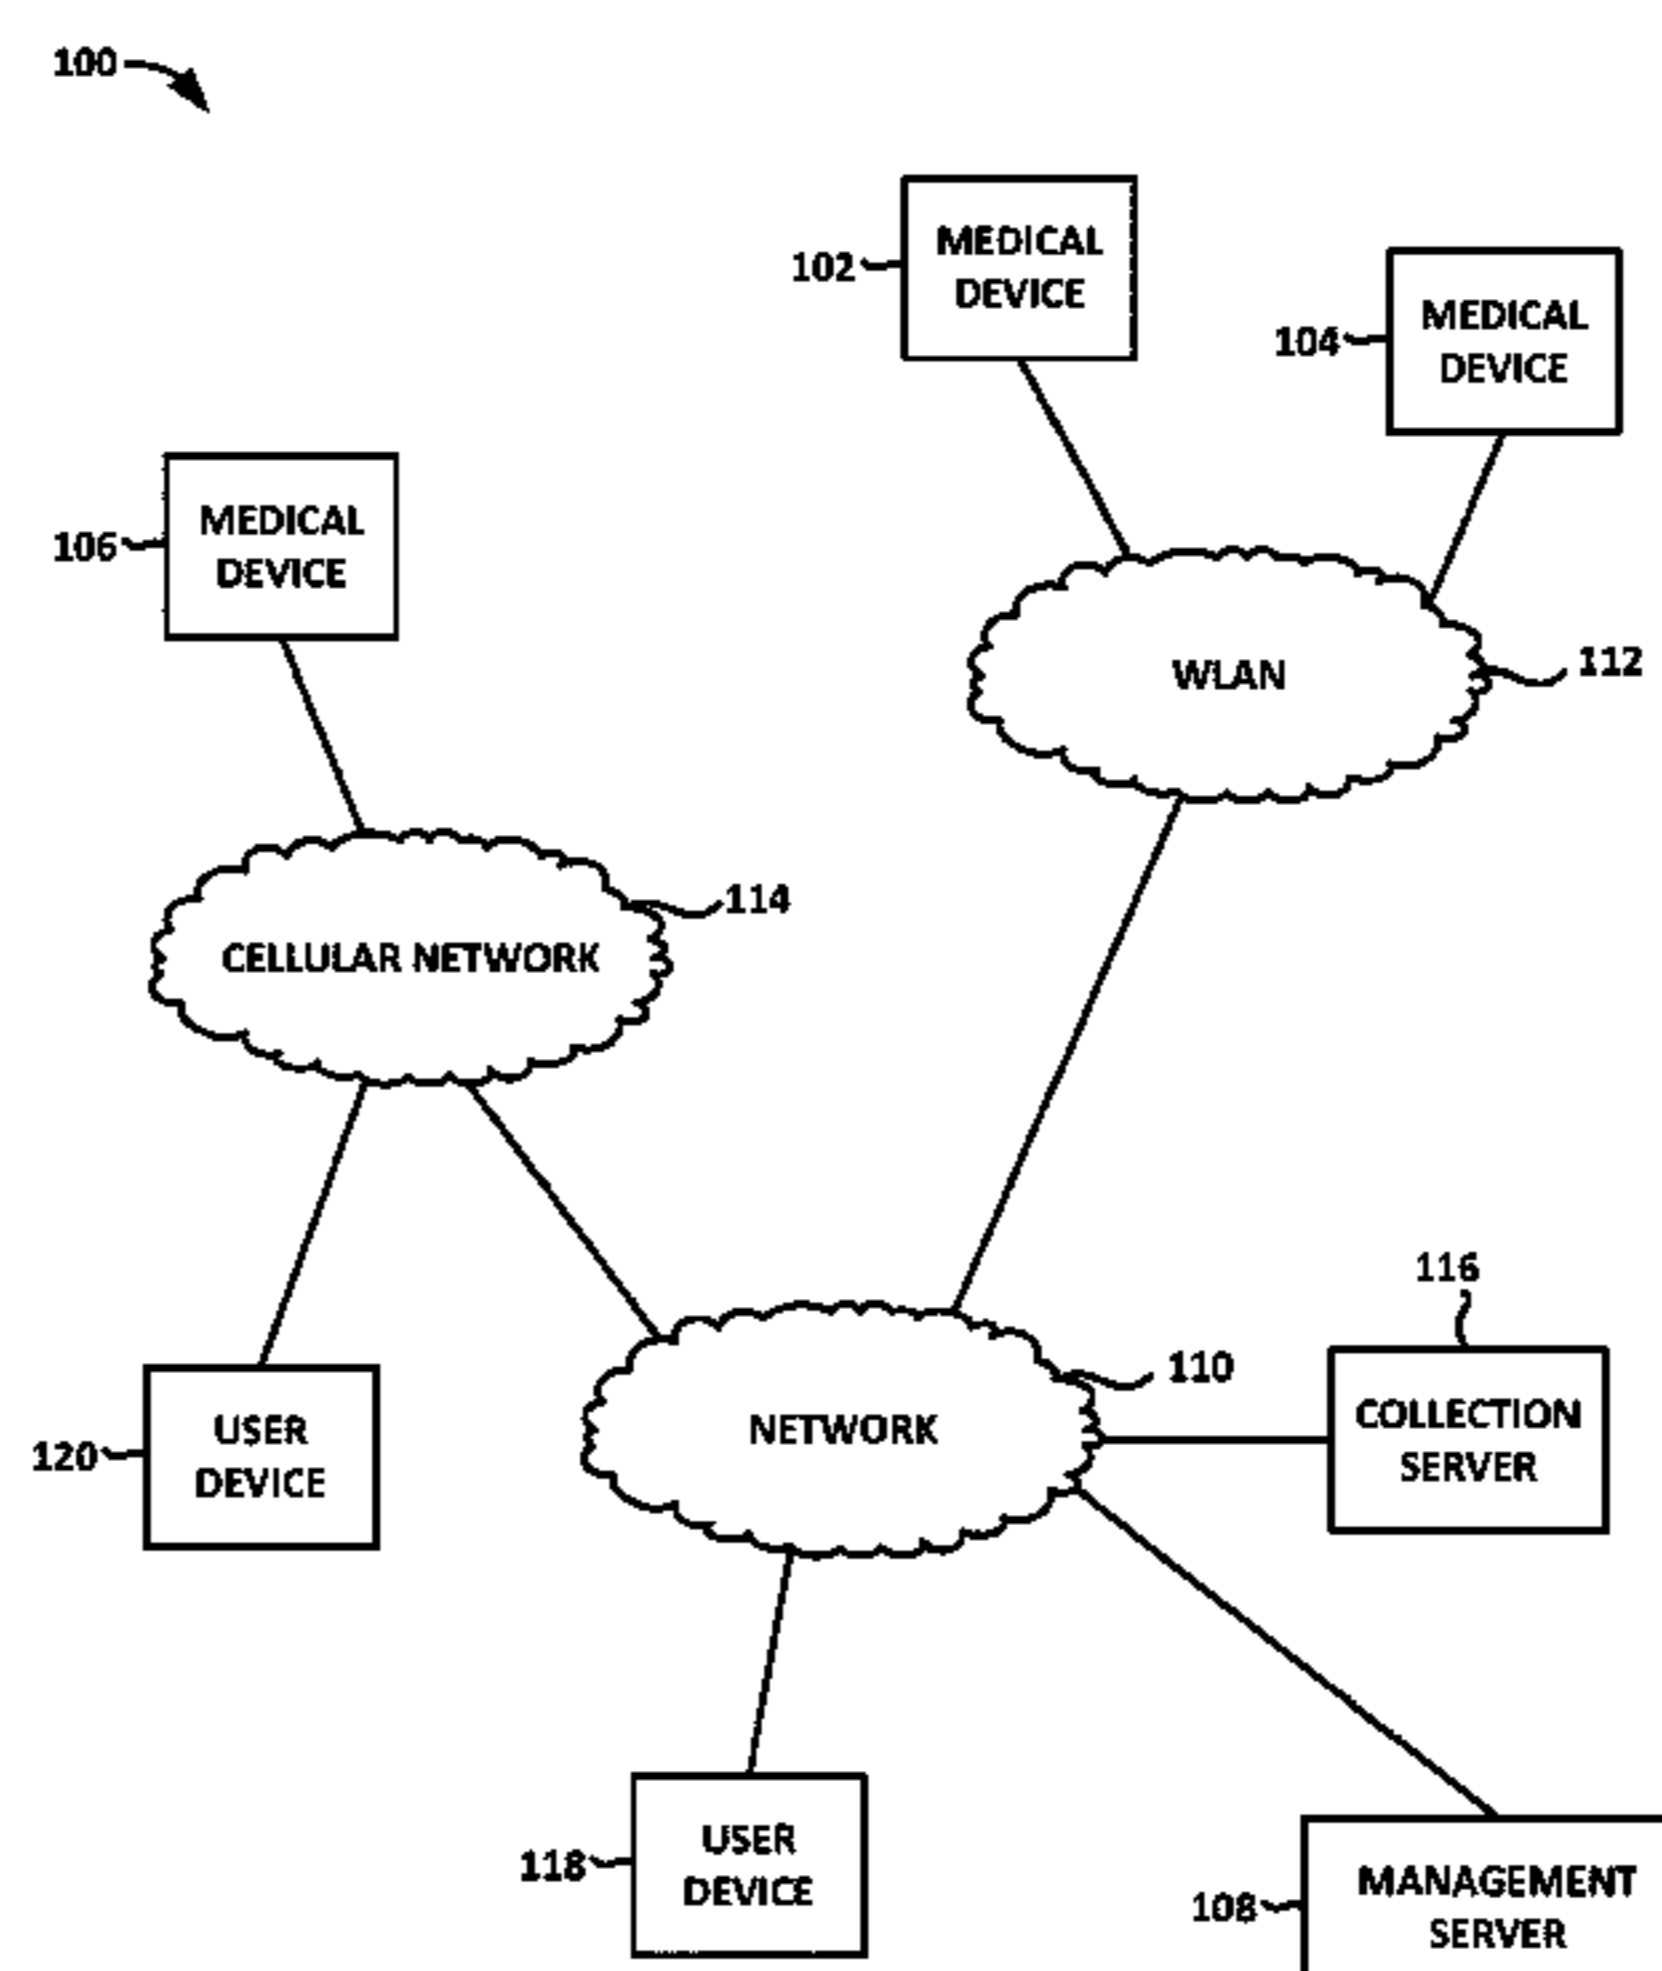 100
102
MEDICAL
DEVICE
104
MEDICAL
DEVICE
106
MEDICAL
DEVICE
WLAN
112
114
CELLULAR NETWORK
116
110
120
USER
DEVICE
NETWORK
COLLECTION
SERVER
118
USER
DEVICE
108
MANAGEMENT
SERVER